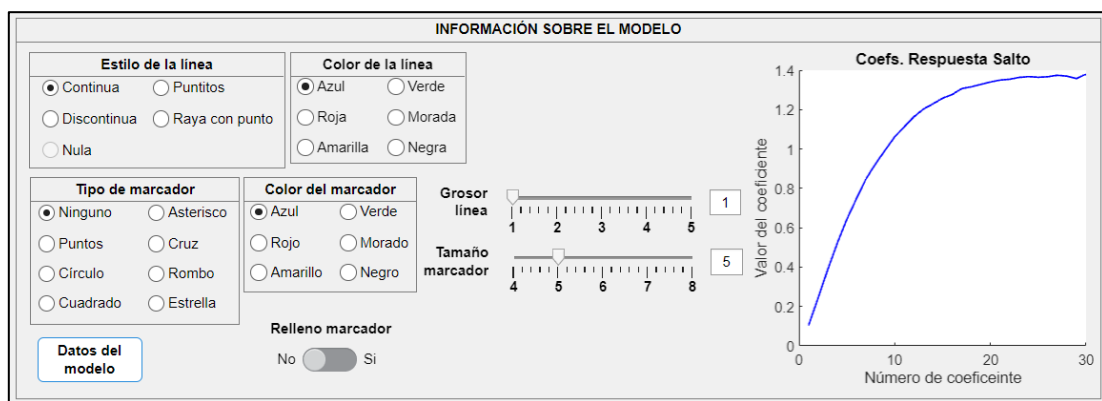 INFORMACIÓN SOBRE EL MODELO
Estilo de la línea
Continua Puntitos
Discontinua Raya con punto
Nula
Color de la línea
Azul Verde
Roja Morada
Amarilla Negra
Tipo de marcador
Ninguno Asterisco
Puntos Cruz
Círculo Rombo
Cuadrado Estrella
Color del marcador
Azul Verde
Rojo Morado
Amarillo Negro
Grosor
línea
1 2 3 4 5
1
Tamaño
marcador
4 5 6 7 8
5
Datos del
modelo
Relleno marcador
No Si
Coefs. Respuesta Salto
Valor del coeficiente
1.4
1.2
1
0.8
0.6
0.4
0.2
0
0 10 20 30
Número de coeficeinte